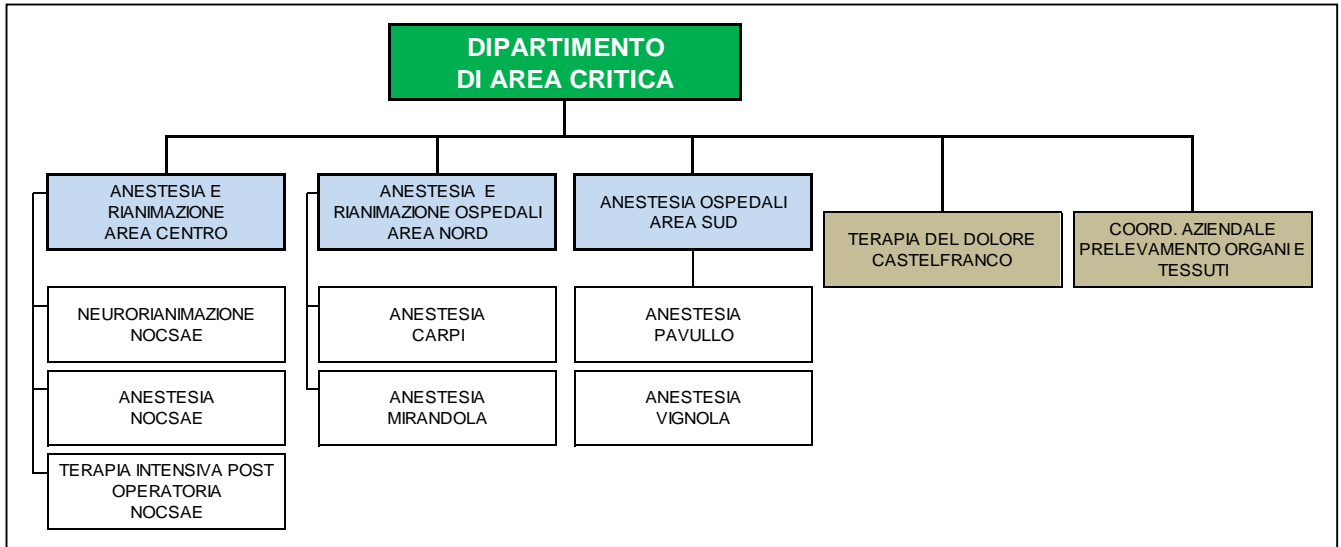 DIPARTIMENTO
DI AREA CRITICA
ANESTESIA E
RIANIMAZIONE
AREA CENTRO
ANESTESIA E
RIANIMAZIONE OSPEDALI
AREA NORD
ANESTESIA OSPEDALI
AREA SUD
TERAPIA DEL DOLORE
CASTELFRANCO
COORD. AZIENDALE
PRELEVAMENTO ORGANI E
TESSUTI
NEURORIANIMAZIONE
NOCSAE
ANESTESIA
CARPI
ANESTESIA
PAVULLO
ANESTESIA
NOCSAE
ANESTESIA
MIRANDOLA
ANESTESIA
VIGNOLA
TERAPIA INTENSIVA POST
OPERATORIA
NOCSAE